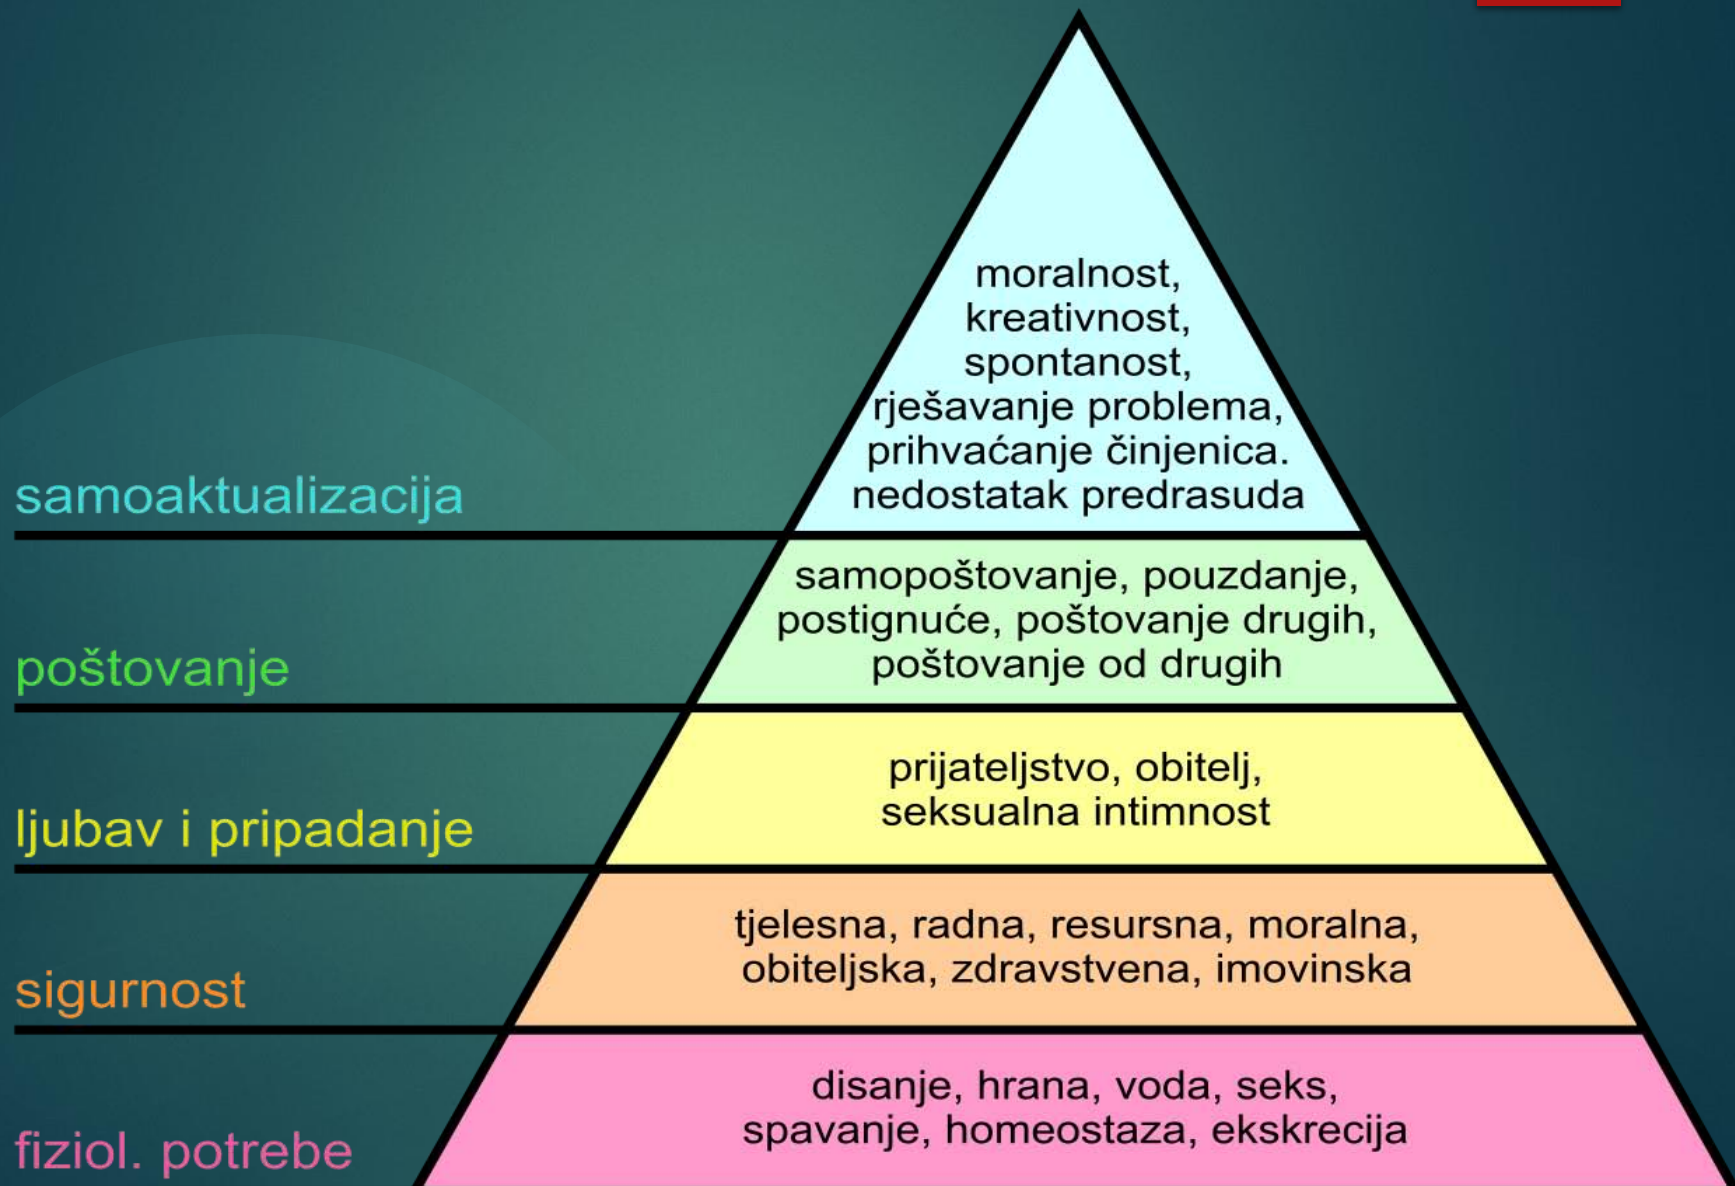 moralnost,
kreativnost,
spontanost,
rješavanje problema,
prihvaćanje činjenica.
nedostatak predrasuda
samoaktualizacija
samopoštovanje, pouzdanje,
postignuće, poštovanje drugih,
poštovanje od drugih
poštovanje
prijateljstvo, obitelj,
seksualna intimnost
ljubav i pripadanje
tjelesna, radna, resursna, moralna,
obiteljska, zdravstvena, imovinska
sigurnost
disanje, hrana, voda, seks,
spavanje, homeostaza, ekskrecija
fiziol. potrebe